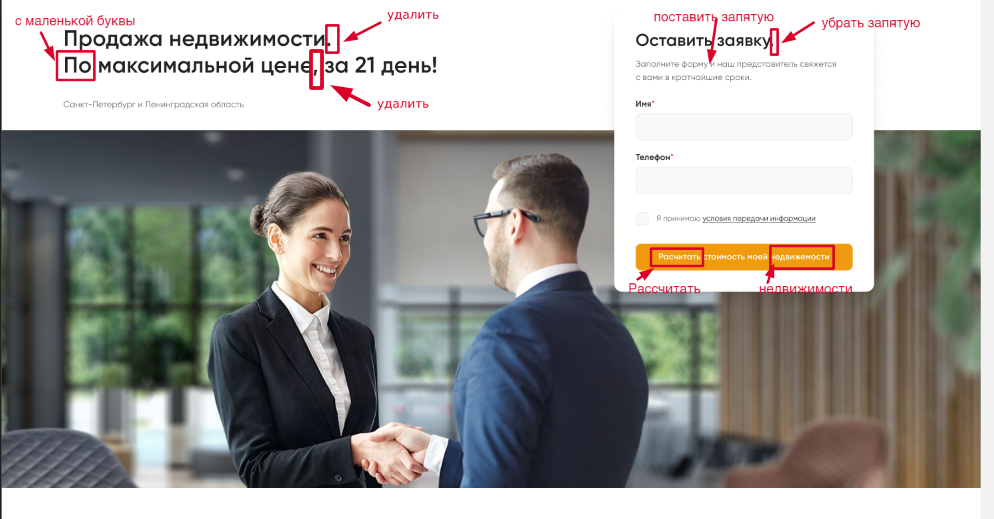 с маленькой буквы
удалить
Продажа недвижимости.
По максимальной цене, за 21 день!
удалить
Санкт-Петербург и Ленинградская область
поставить запятую
убрать запятую
Оставить заявку.
Заполните форму и наш представитель свяжется
с вами в кратчайшие сроки.
Имя*
Телефон*
Я принимаю условия передачи информации
Расчитать стоимость моей недвижемости
Рассчитать
недвижимости